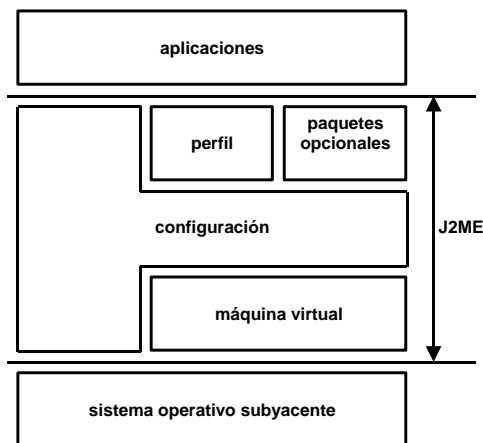 aplicaciones
perfil
paquetes
opcionales
configuración
J2ME
máquina virtual
sistema operativo subyacente